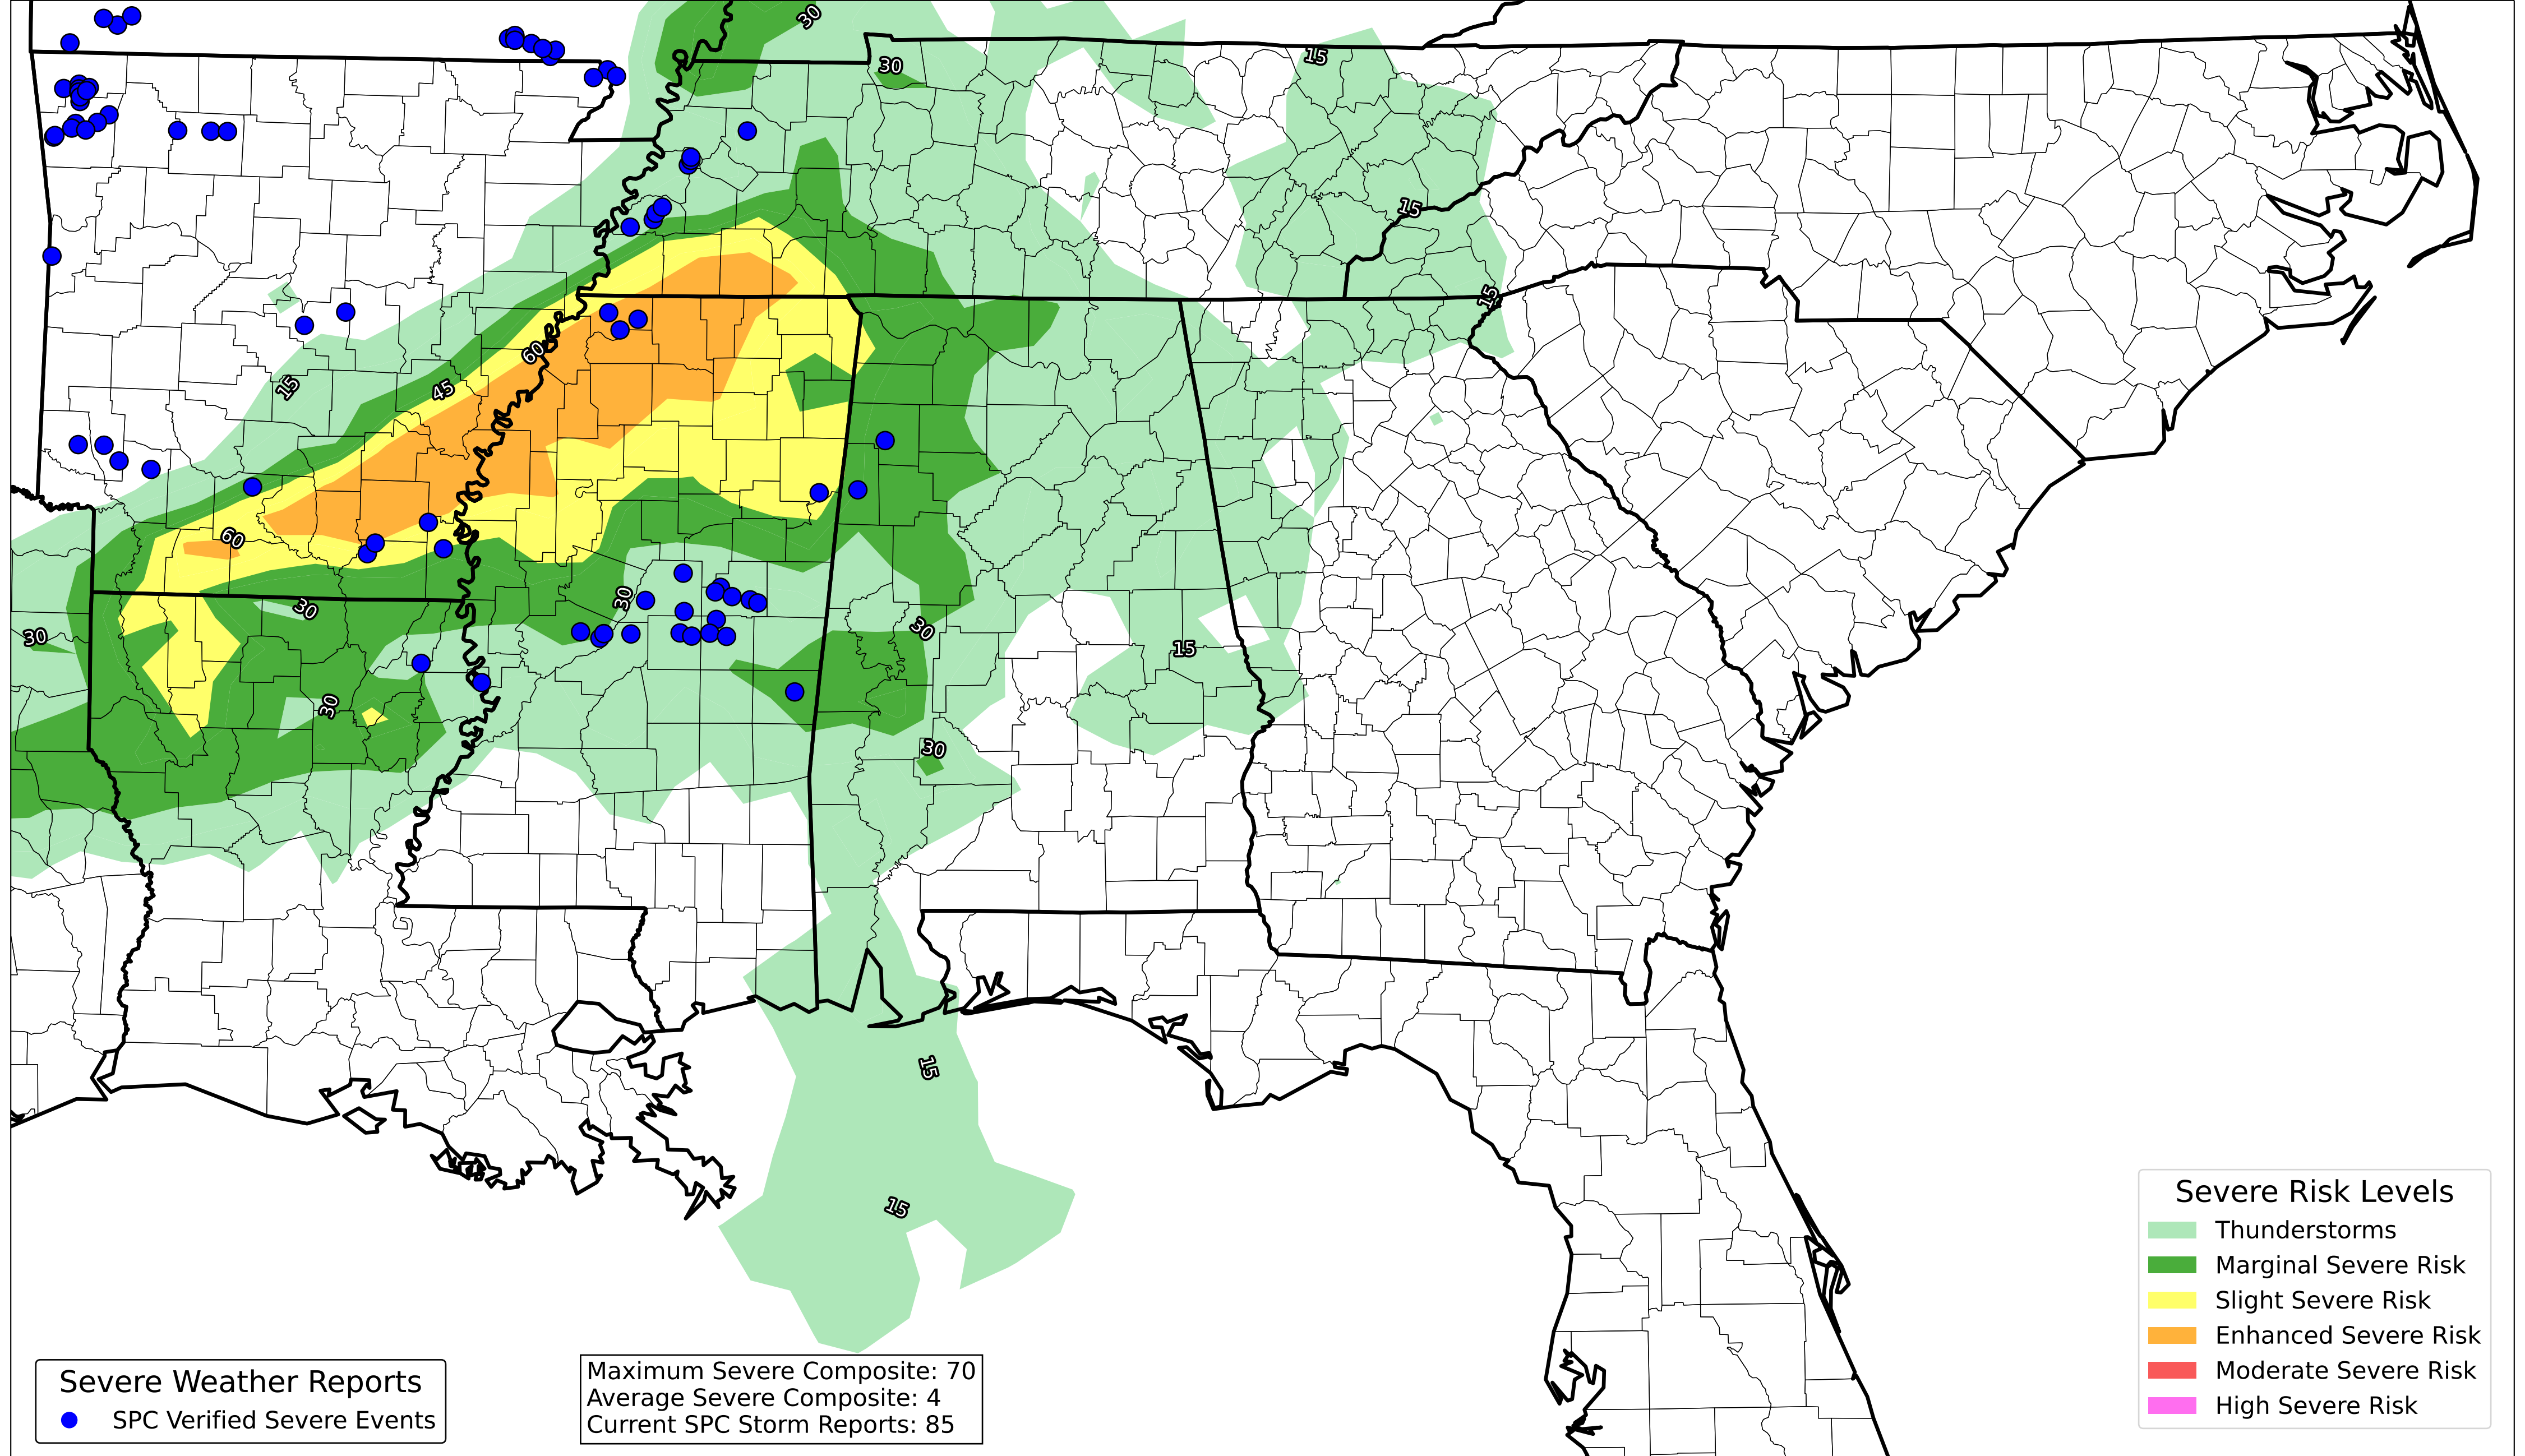 30
30
15
15
15
60
15
45
60
30
30
30
30
15
30
30
15
15
Severe Risk Levels
Thunderstorms
Marginal Severe Risk
Slight Severe Risk
Enhanced Severe Risk
Moderate Severe Risk
High Severe Risk
Severe Weather Reports
SPC Verified Severe Events
Maximum Severe Composite: 70
Average Severe Composite: 4
Current SPC Storm Reports: 85